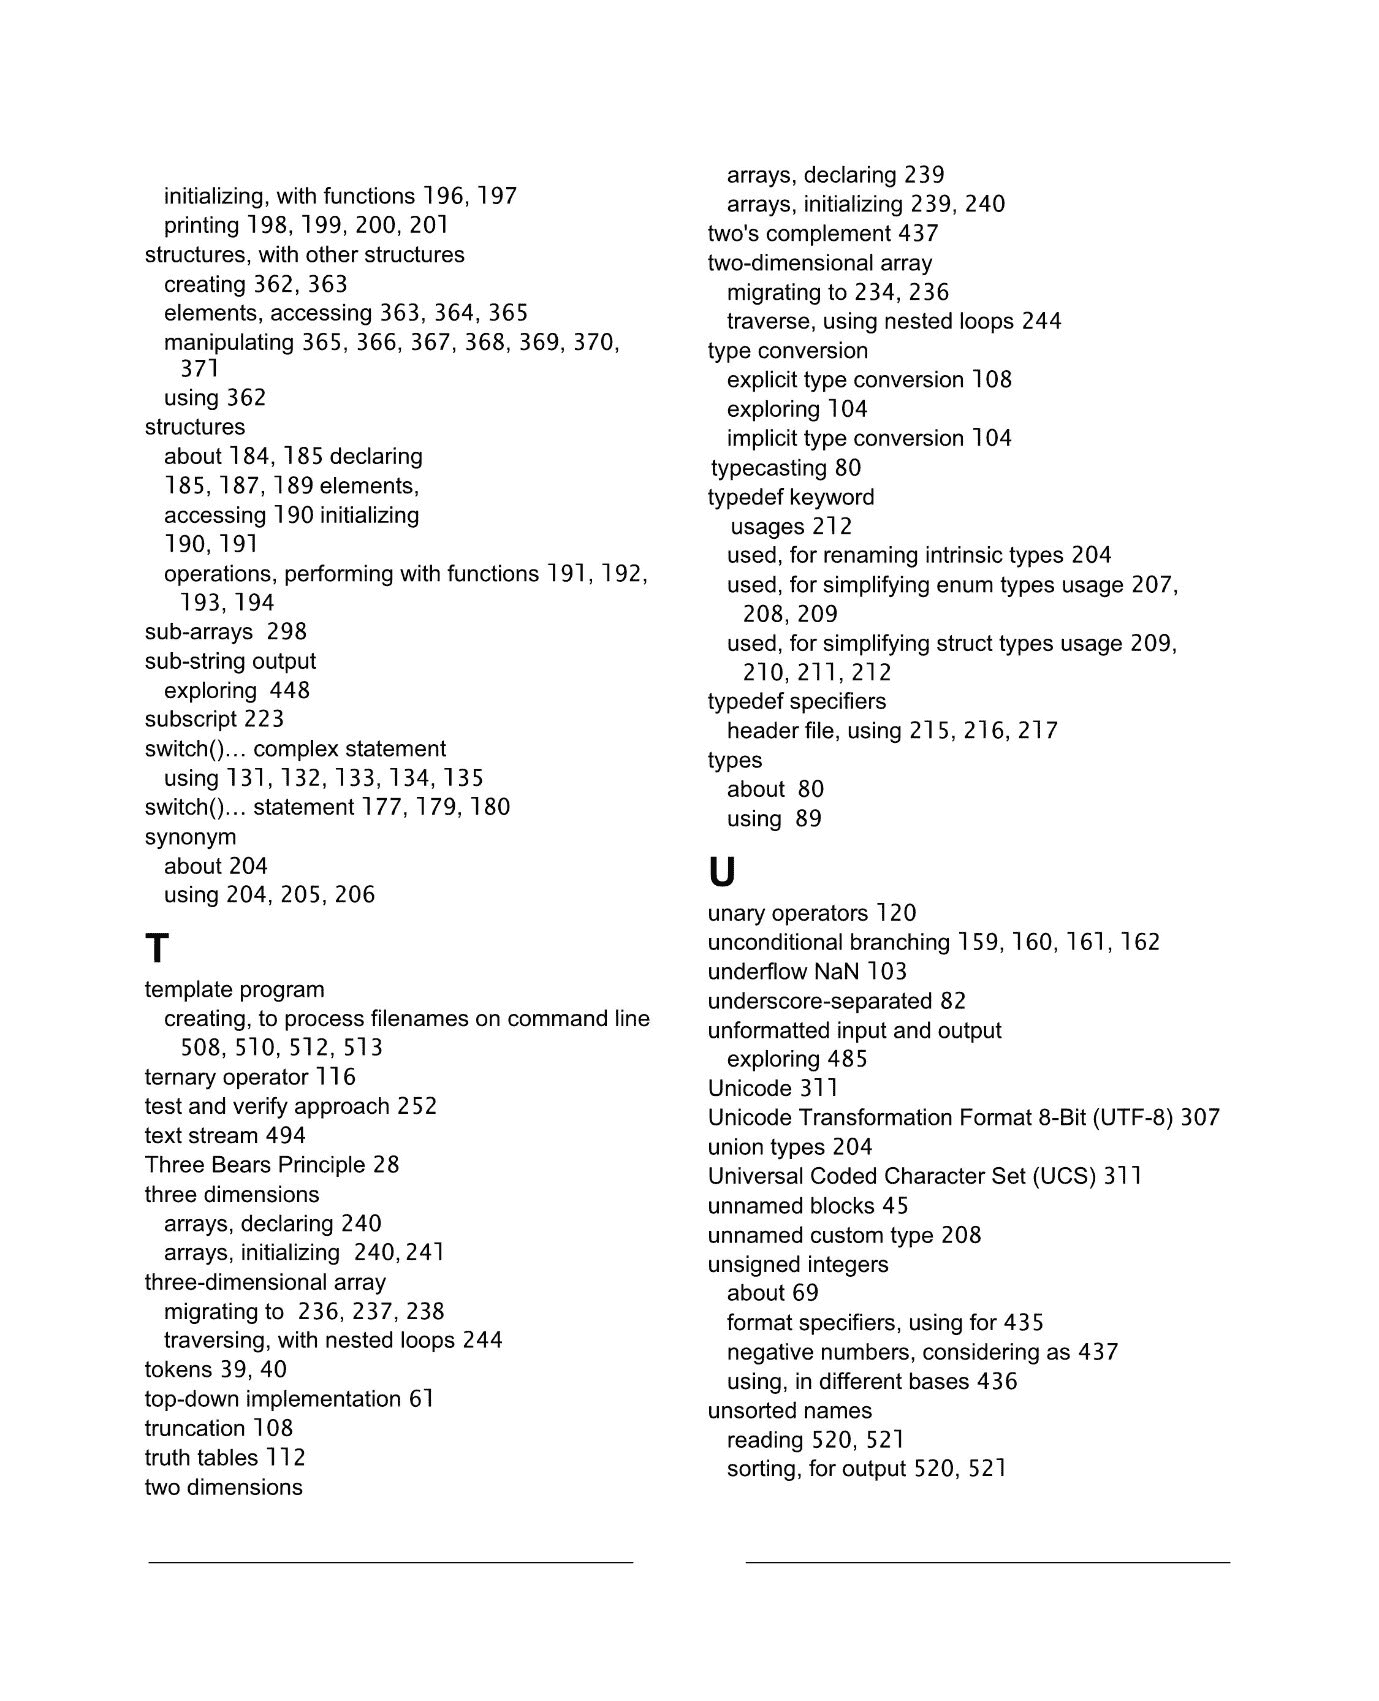 initializing, with functions 196, 197
printing 198, 199, 200, 201
structures, with other structures
creating 362, 363
elements, accessing 363, 364, 365
manipulating 365, 366, 367, 368, 369, 370,
371
using 362
structures
about 184, 185 declaring
185, 187, 189 elements,
accessing 190 initializing
190, 191
operations, performing with functions 191, 192,
193, 194
sub-arrays 298
sub-string output
exploring 448
subscript 223
switch()… complex statement
using 131, 132, 133, 134, 135
switch()… statement 177, 179, 180
synonym
about 204
using 204, 205, 206
T
template program
creating, to process filenames on command line
508, 510, 512, 513
ternary operator 116
test and verify approach 252
text stream 494
Three Bears Principle 28
three dimensions
arrays, declaring 240
arrays, initializing 240, 241
three-dimensional array
migrating to 236, 237, 238
traversing, with nested loops 244
tokens 39, 40
top-down implementation 61
truncation 108
truth tables 112
two dimensions
arrays, declaring 239
arrays, initializing 239, 240
two's complement 437
two-dimensional array
migrating to 234, 236
traverse, using nested loops 244
type conversion
explicit type conversion 108
exploring 104
implicit type conversion 104
typecasting 80
typedef keyword
usages 212
used, for renaming intrinsic types 204
used, for simplifying enum types usage 207,
208, 209
used, for simplifying struct types usage 209,
210, 211, 212
typedef specifiers
header file, using 215, 216, 217
types
about 80
using 89
U
unary operators 120
unconditional branching 159, 160, 161, 162
underflow NaN 103
underscore-separated 82
unformatted input and output
exploring 485
Unicode 311
Unicode Transformation Format 8-Bit (UTF-8) 307
union types 204
Universal Coded Character Set (UCS) 311
unnamed blocks 45
unnamed custom type 208
unsigned integers
about 69
format specifiers, using for 435
negative numbers, considering as 437
using, in different bases 436
unsorted names
reading 520, 521
sorting, for output 520, 521